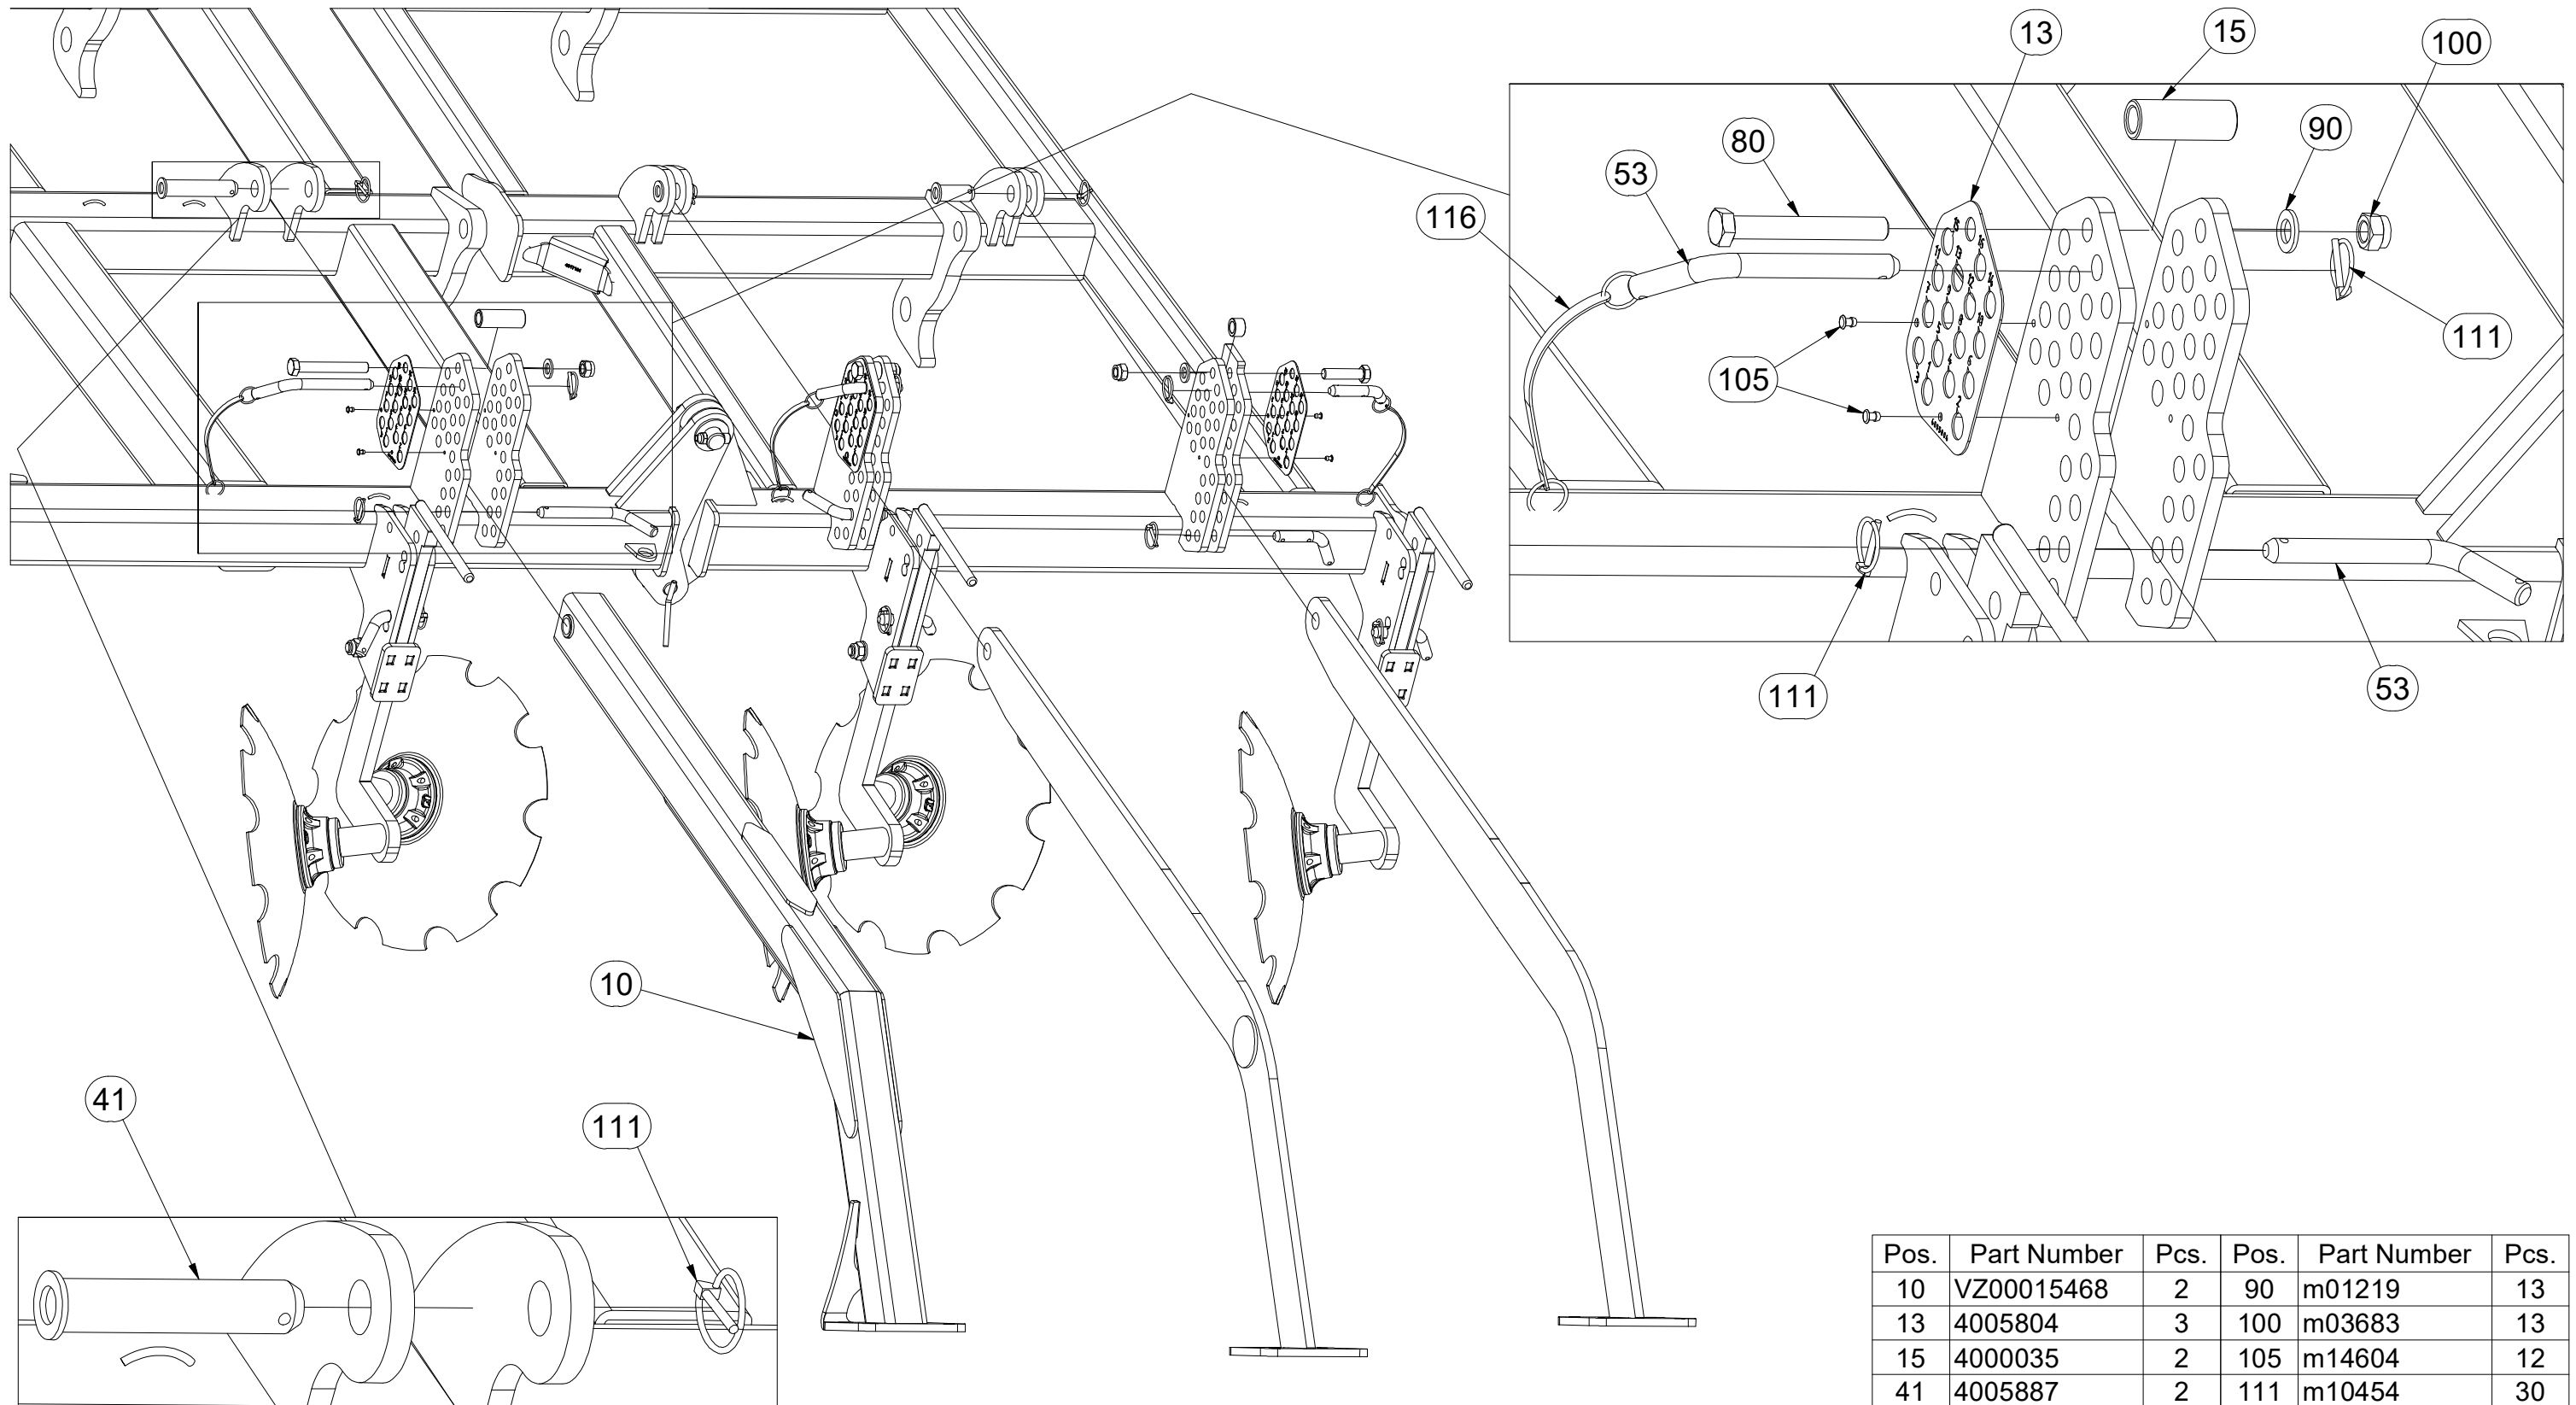 13
15
100
80
90
53
116
111
105
111
53
10
41
111
Pos. Part Number Pcs. Pos. Part Number Pcs.
10 VZ00015468 2 90 m01219 13
13 4005804 3 100 m03683 13
15 4000035 2 105 m14604 12
41 4005887 2 111 m10454 30